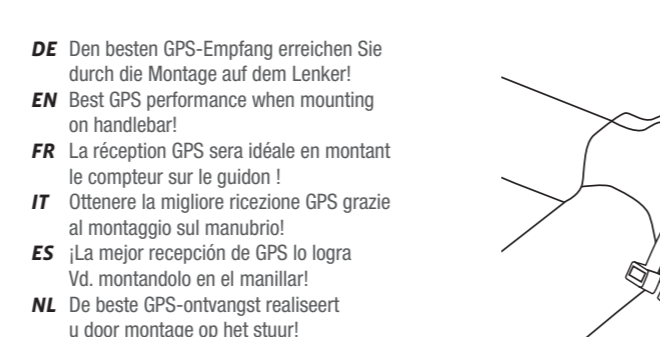 DE Den besten GPS-Empfang erreichen Sie
durch die Montage auf dem Lenker!
EN Best GPS performance when mounting
on handlebar!
FR La réception GPS sera idéale en montant
le compteur sur le guidon !
IT Ottenere la migliore ricezione GPS grazie
al montaggio sul manubrio!
ES ¡La mejor recepción de GPS lo logra
Vd. montandolo en el manillar!
NL De beste GPS-ontvangst realiseert
u door montage op het stuur!